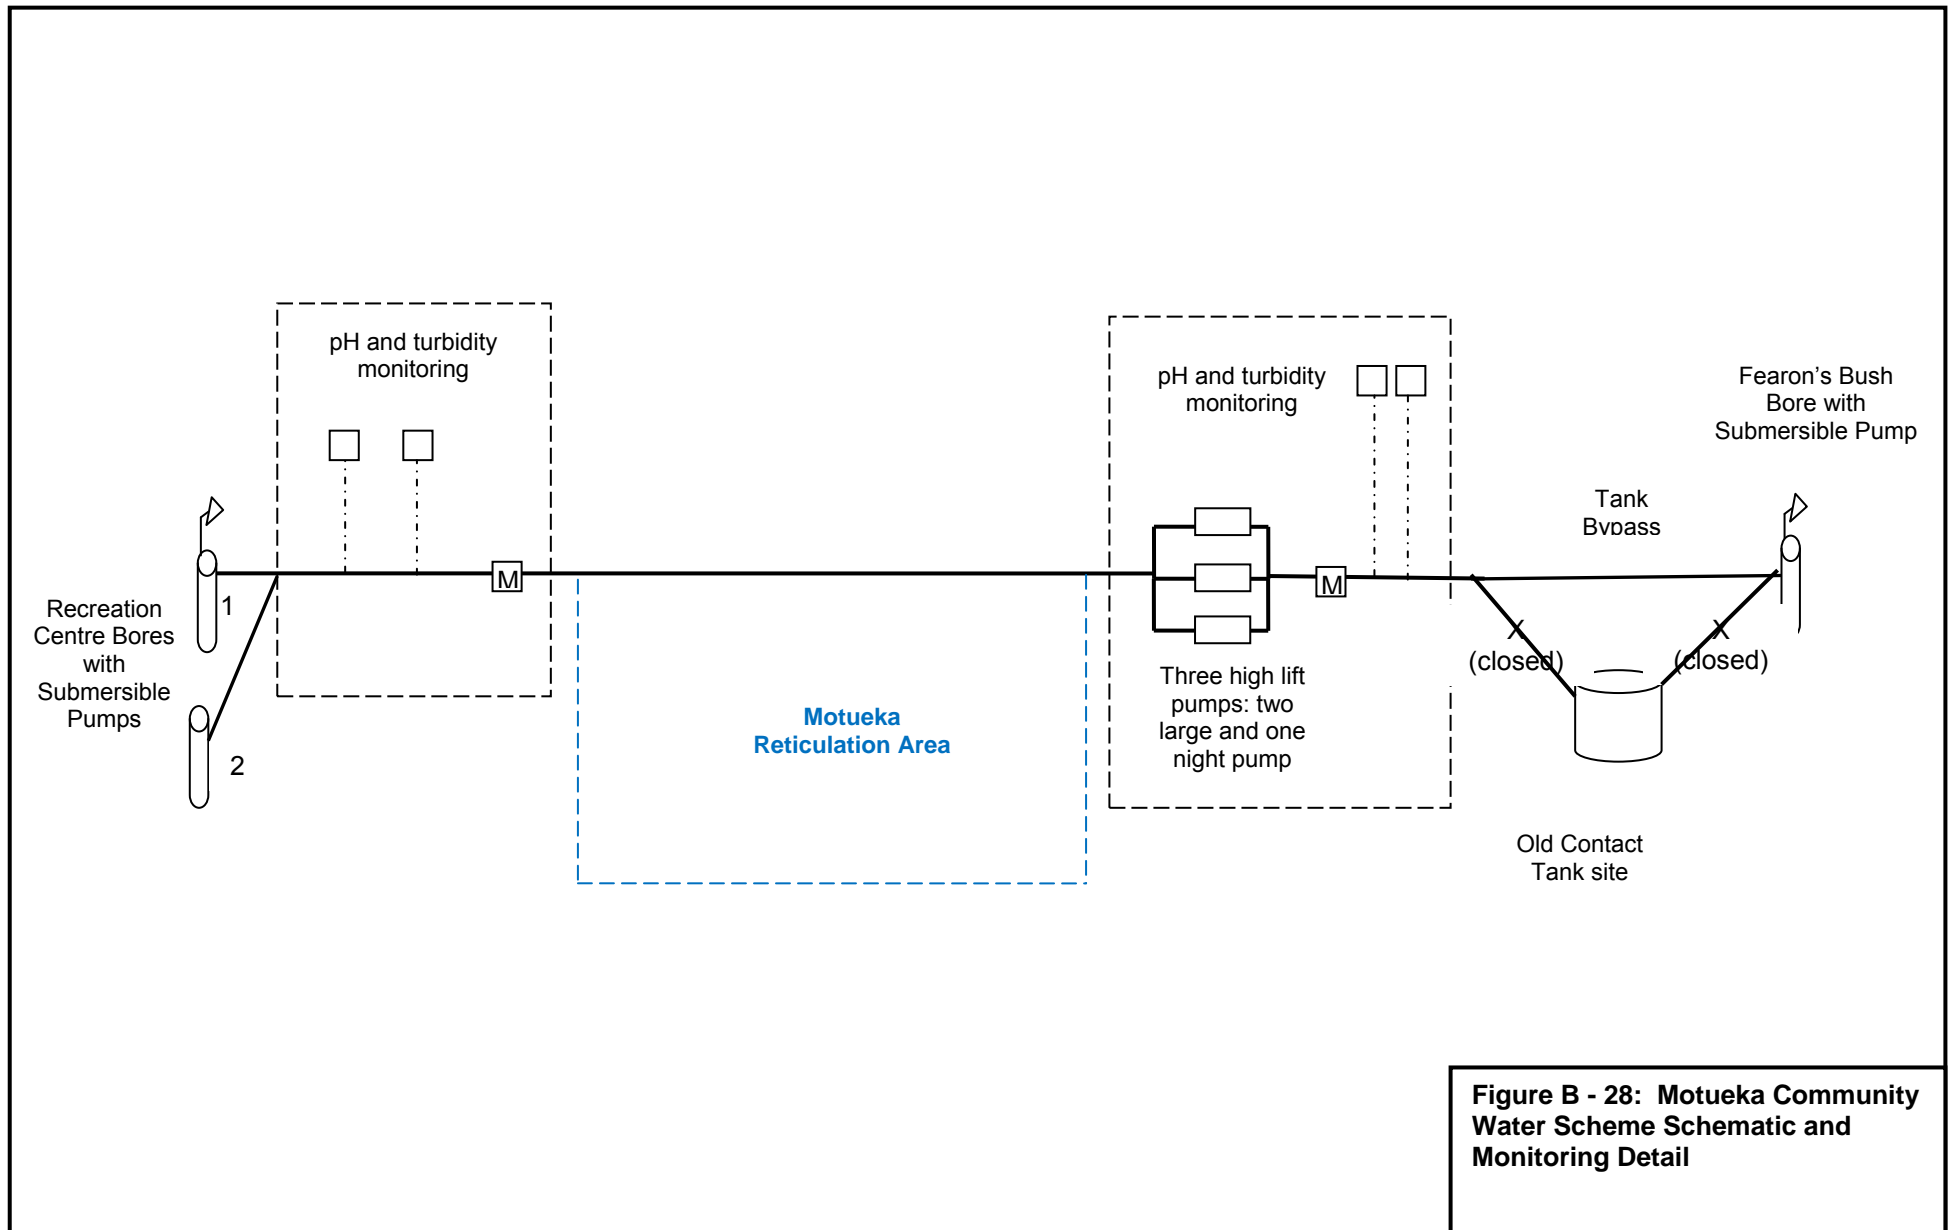 pH and turbidity
monitoring
M
1
Recreation
Centre Bores
with
Submersible
Pumps
2
Motueka
Reticulation Area
pH and turbidity
monitoring
M
Three high lift
pumps: two
large and one
night pump
Fearon's Bush
Bore with
Submersible Pump
Tank
Bypass
X
(closed)
X
(closed)
Old Contact
Tank site
Figure B - 28: Motueka Community
Water Scheme Schematic and
Monitoring Detail